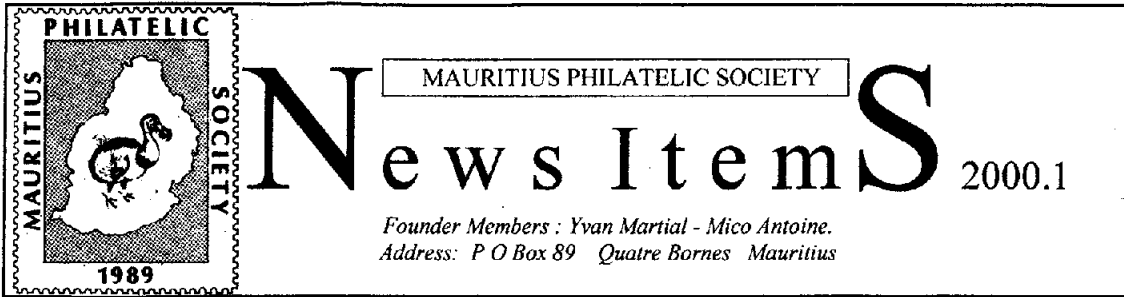 PHILATELIC
MAURITIUS
SOCIETY
1989
MAURITIUS PHILATELIC SOCIETY
News ItemS 2000.1
Founder Members : Yvan Martial - Mico Antoine.
Address: P O Box 89 Quatre Bornes Mauritius